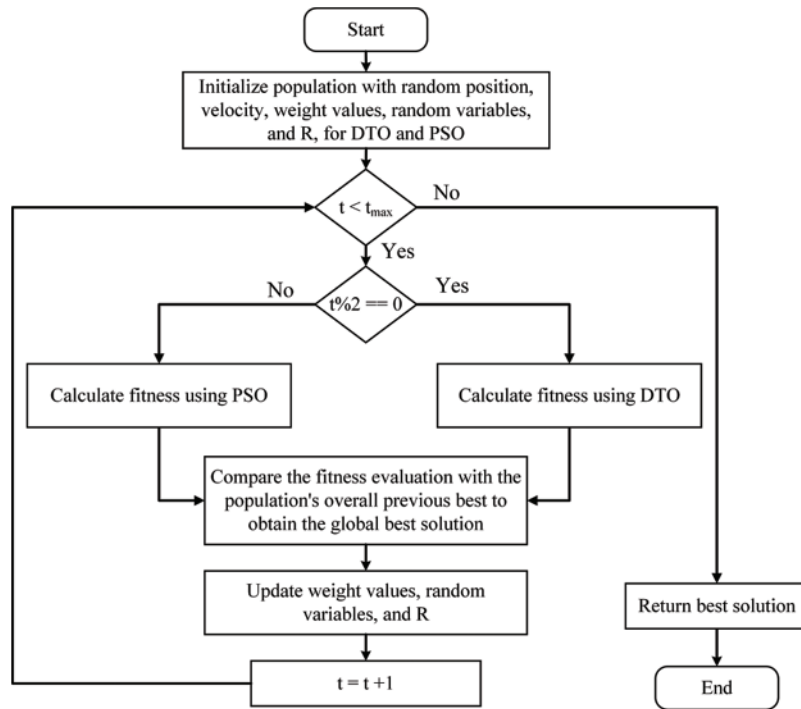 Start
Initialize population with random position,
velocity, weight values, random variables,
and R, for DTO and PSO
t < tmax
No
Yes
No
t%2 == 0
Yes
Calculate fitness using PSO
Calculate fitness using DTO
Compare the fitness evaluation with the
population's overall previous best to
obtain the global best solution
Update weight values, random
variables, and R
Return best solution
t = t +1
End